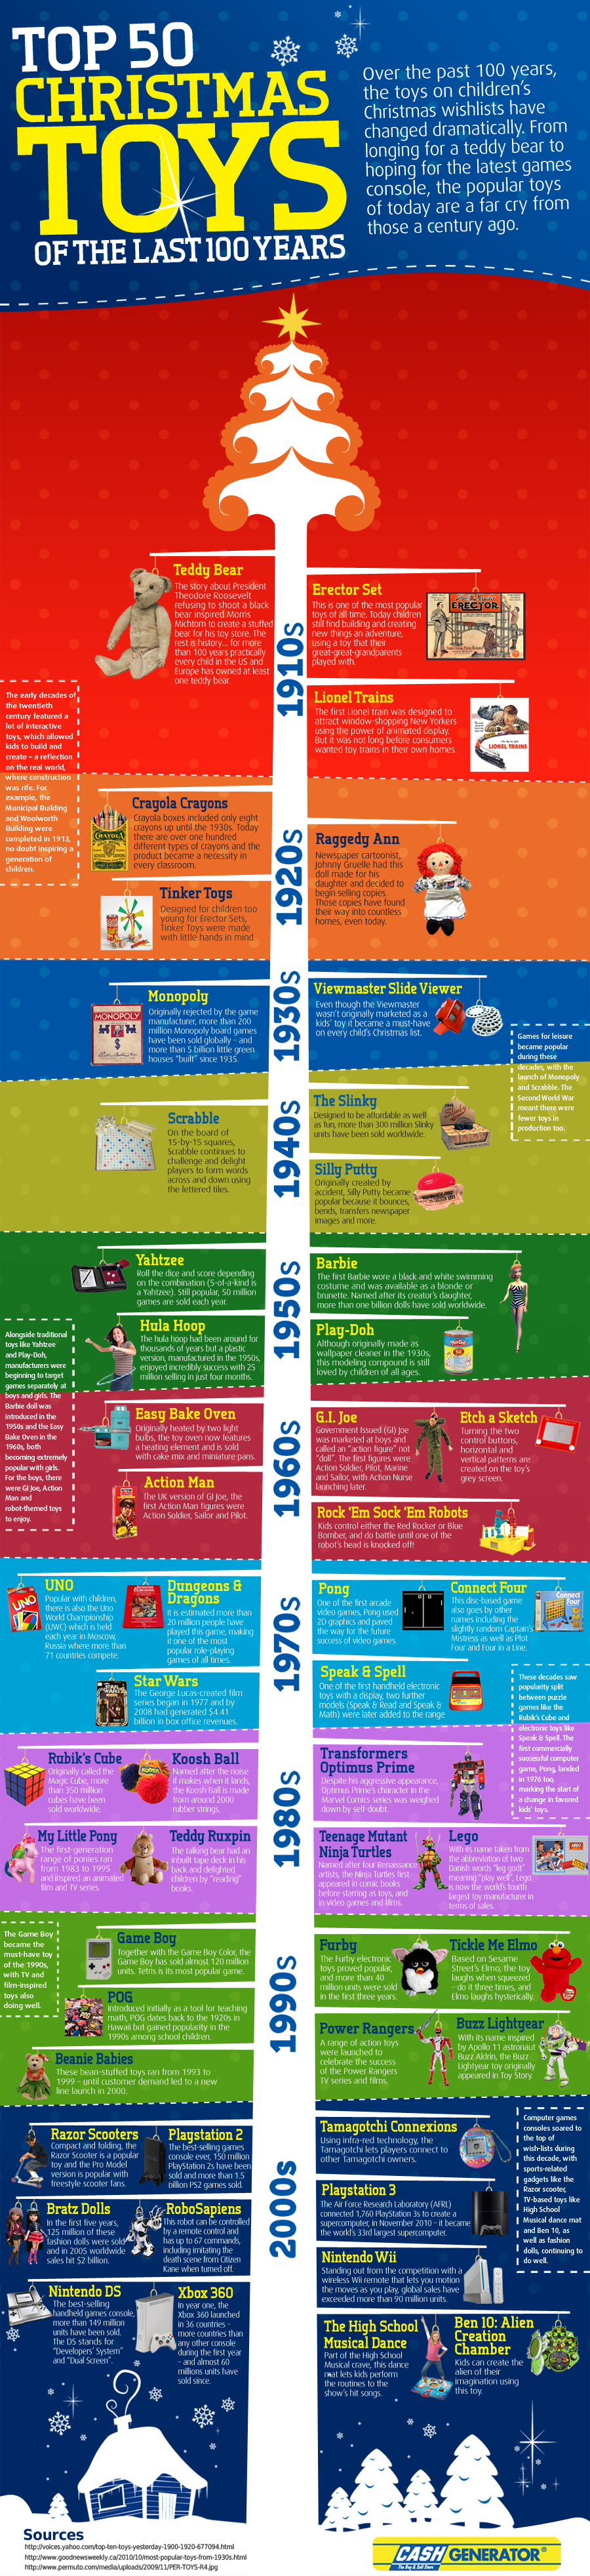 TOP 50
CHRISTMAS
TOYS
OF THE LAST 100 YEARS
Over the past 100 years,
the toys on children's
Christmas wishlists have
changed dramatically. From
longing for a teddy bear to
hoping for the latest games
console, the popular toys
of today are a far cry from
those a century ago.
1910s
Teddy Bear
The story about President
Theodore Roosevelt
refusing to shoot a black
bear inspired Morris
Michtom to create a stuffed
bear for his toy store. The
rest is history... for more
than 100 years practically
every child in the US and
Europe has owned at least
one teddy bear.
Erector Set
This is one of the most popular
toys of all time. Today children
still find building and creating
new things an adventure,
using a toy that their
great-great-grandparents
played with.
ERECTOR
Lionel Trains
The first Lionel train was designed to
attract window-shopping New Yorkers
using the power of animated display.
But it was not long before consumers
wanted toy trains in their own homes.
LIONEL TRAINS
The early decades of
the twentieth
century featured a
lot of interactive
toys, which allowed
kids to build and
create – a reflection
on the real world,
where construction
was rife. For
example, the
Municipal Building
and Woolworth
Building were
completed in 1913,
no doubt inspiring a
generation of
children.
1920s
Crayola Crayons
Crayola boxes included only eight
crayons up until the 1930s. Today
there are over one hundred
different types of crayons and the
product became a necessity in
every classroom.
CRAYOLA
Tinker Toys
Designed for children too
young for Erector Sets,
Tinker Toys were made
with little hands in mind.
Raggedy Ann
Newspaper cartoonist,
Johnny Gruelle had this
doll made for his
daughter and decided to
begin selling copies.
Those copies have found
their way into countless
homes, even today.
1930s
Monopoly
Originally rejected by the game
manufacturer, more than 200
million Monopoly board games
have been sold globally – and
more than 5 billion little green
houses "built" since 1935.
MONOPOLY
Viewmaster Slide Viewer
Even though the Viewmaster
wasn't originally marketed as a
kids' toy it became a must-have
on every child's Christmas list.
Games for leisure
became popular
during these
decades, with the
launch of Monopoly
and Scrabble. The
Second World War
meant there were
fewer toys in
production too.
1940s
Scrabble
On the board of
15-by-15 squares,
Scrabble continues to
challenge and delight
players to form words
across and down using
the lettered tiles.
The Slinky
Designed to be affordable as well
as fun, more than 300 million Slinky
units have been sold worldwide.
Silly Putty
Originally created by
accident, Silly Putty became
popular because it bounces,
bends, transfers newspaper
images and more.
1950s
Yahtzee
Roll the dice and score depending
on the combination (5-of-a-kind is
a Yahtzee). Still popular, 50 million
games are sold each year.
Hula Hoop
The hula hoop had been around for
thousands of years but a plastic
version, manufactured in the 1950s,
enjoyed incredible success with 25
million selling in just four months.
Barbie
The first Barbie wore a black and white swimming
costume and was available as a blonde or
brunette. Named after its creator's daughter,
more than one billion dolls have sold worldwide.
Play-Doh
Although originally made as
wallpaper cleaner in the 1930s,
this modeling compound is still
loved by children of all ages.
Alongside traditional
toys like Yahtzee
and Play-Doh,
manufacturers were
beginning to target
games separately at
boys and girls. The
Barbie doll was
introduced in the
1950s and the Easy
Bake Oven in the
1960s, both
becoming extremely
popular with girls.
For the boys, there
were GI Joe, Action
Man and
robot-themed toys
to enjoy.
1960s
Easy Bake Oven
Originally heated by two light
bulbs, the toy oven now features
a heating element and is sold
with cake mix and miniature pans.
Action Man
The UK version of GI Joe, the
first Action Man figures were
Action Soldier, Sailor and Pilot.
G.I. Joe
Government Issued (GI) Joe
was marketed at boys and
called an "action figure" not
"doll". The first figures were
Action Soldier, Pilot, Marine
and Sailor, with Action Nurse
launching later.
Etch a Sketch
Turning the two
control buttons,
horizontal and
vertical patterns are
created on the toy's
grey screen.
Rock 'Em Sock 'Em Robots
Kids control either the Red Rocker or Blue
Bomber, and do battle until one of the
robot's head is knocked off!
1970s
UNO
Popular with children,
there is also the Uno
World Championship
(UWC) which is held
each year in Moscow,
Russia where more than
71 countries compete.
UNO
Dungeons &
Dragons
It is estimated more than
20 million people have
played this game, making
it one of the most
popular role-playing
games of all times.
Star Wars
The George Lucas-created film
series began in 1977 and by
2008 had generated $4.41
billion in box office revenues.
Pong
One of the first arcade
video games, Pong used
2D graphics and paved
the way for the future
success of video games.
Connect Four
This disc-based game
also goes by other
names including the
slightly random Captain's
Mistress as well as Plot
Four and Four in a Line.
Connect
Four
Speak & Spell
One of the first handheld electronic
toys with a display, two further
models (Speak & Read and Speak &
Math) were later added to the range
These decades saw
popularity split
between puzzle
games like the
Rubik's Cube and
electronic toys like
Speak & Spell. The
first commercially
successful computer
game, Pong, landed
in 1976 too,
marking the start of
a change in favored
kids' toys.
1980s
Rubik's Cube
Originally called the
Magic Cube, more
than 350 million
cubes have been
sold worldwide.
Koosh Ball
Named after the noise
it makes when it lands,
the Koosh Ball is made
from around 2000
rubber strings.
My Little Pony
The first-generation
range of ponies ran
from 1983 to 1995
and inspired an animated
film and TV series.
Teddy Ruxpin
The talking bear had an
inbuilt tape deck in his
back and delighted
children by "reading"
books.
Transformers
Optimus Prime
Despite his aggressive appearance,
Optimus Prime's character in the
Marvel Comics series was weighed
down by self-doubt.
Teenage Mutant
Ninja Turtles
Named after four Renaissance
artists, the Ninja Turtles first
appeared in comic books
before starring as toys, and
in video games and films.
Lego
With its name taken from
the abbreviation of two
Danish words "leg godt"
meaning "play well", Lego
is now the world's fourth
largest toy manufacturer in
terms of sales.
1990s
The Game Boy
became the
must-have toy
of the 1990s,
with TV and
film-inspired
toys also
doing well.
Game Boy
Together with the Game Boy Color, the
Game Boy has sold almost 120 million
units. Tetris is its most popular game.
POG
Introduced initially as a tool for teaching
math, POG dates back to the 1920s in
Hawaii but gained popularity in the
1990s among school children.
Beanie Babies
These bean-stuffed toys ran from 1993 to
1999 – until customer demand led to a new
line launch in 2000.
Furby
The Furby electronic
toys proved popular,
and more than 40
million units were sold
in the first three years.
Tickle Me Elmo
Based on Sesame
Street's Elmo, the toy
laughs when squeezed
– do it three times, and
Elmo laughs hysterically.
Power Rangers
A range of action toys
were launched to
celebrate the success
of the Power Rangers
TV series and films.
Buzz Lightyear
With its name inspired
by Apollo 11 astronaut
Buzz Aldrin, the Buzz
Lightyear toy originally
appeared in Toy Story.
2000s
Razor Scooters
Compact and folding, the
Razor Scooter is a popular
toy and the Pro Model
version is popular with
freestyle scooter fans.
Playstation 2
The best-selling games
console ever, 150 million
PlayStation 2s have been
sold and more than 1.5
billion PS2 games sold.
Bratz Dolls
In the first five years,
125 million of these
fashion dolls were sold
and in 2005 worldwide
sales hit $2 billion.
RoboSapiens
This robot can be controlled
by a remote control and
has up to 67 commands,
including imitating the
death scene from Citizen
Kane when turned off.
Nintendo DS
The best-selling
handheld games console,
more than 149 million
units have been sold.
The DS stands for
"Developers' System"
and "Dual Screen".
Xbox 360
In year one, the
Xbox 360 launched
in 36 countries –
more countries than
any other console
during the first year
– and almost 60
millions units have
sold since.
Tamagotchi Connexions
Using infra-red technology, the
Tamagotchi lets players connect to
other Tamagotchi owners.
Playstation 3
The Air Force Research Laboratory (AFRL)
connected 1,760 PlayStation 3s to create a
supercomputer, in November 2010 - it became
the world's 33rd largest supercomputer.
Nintendo Wii
Standing out from the competition with a
wireless Wii remote that lets you motion
the moves as you play, global sales have
exceeded more than 90 million units.
The High School
Musical Dance
Part of the High School
Musical craze, this dance
mat lets kids perform
the routines to the
show's hit songs.
Ben 10: Alien
Creation
Chamber
Kids can create the
alien of their
imagination using
this toy.
Computer games
consoles soared to
the top of
wish-lists during
this decade, with
sports-related
gadgets like the
Razor scooter,
TV-based toys like
High School
Musical dance mat
and Ben 10, as
well as fashion
dolls, continuing to
do well.
Sources
http://voices.yahoo.com/top-ten-toys-yesterday-1900-1920-677094.html
http://www.goodnewsweekly.ca/2010/10/most-popular-toys-from-1930s.html
http://www.permuto.com/media/uploads/2009/11/PER-TOYS-R4.jpg
CASH GENERATOR®
The Buy & Sell Store